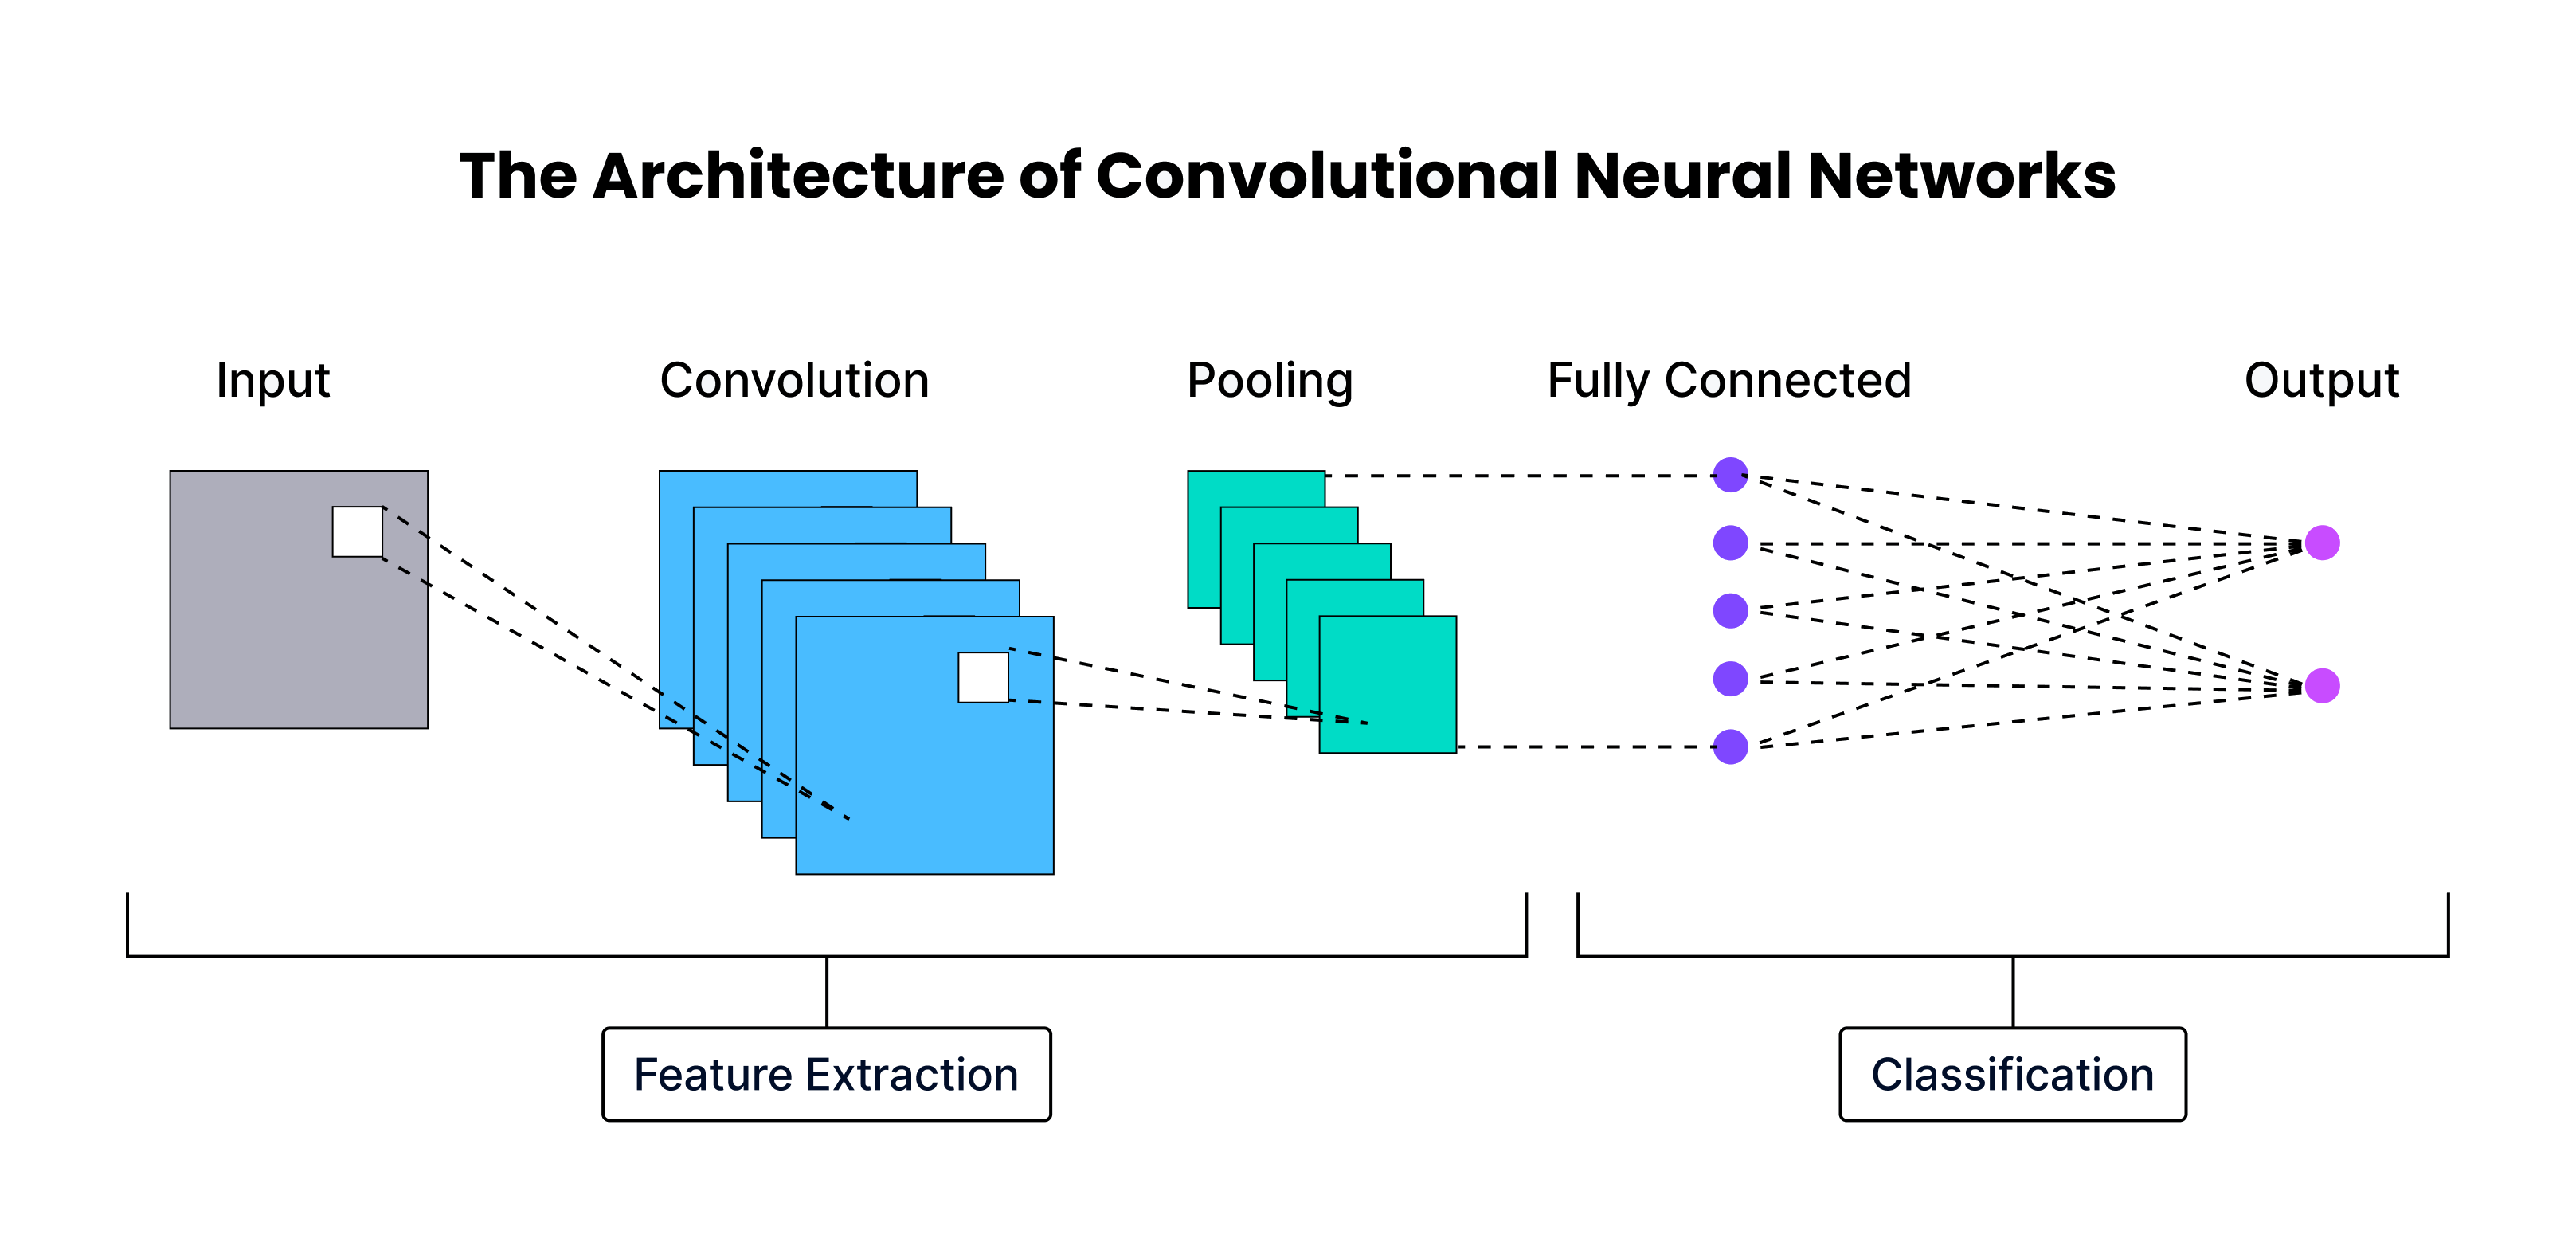 The Architecture of Convolutional Neural Networks
Input
Convolution
Pooling
Fully Connected
Output
Feature Extraction
Classification